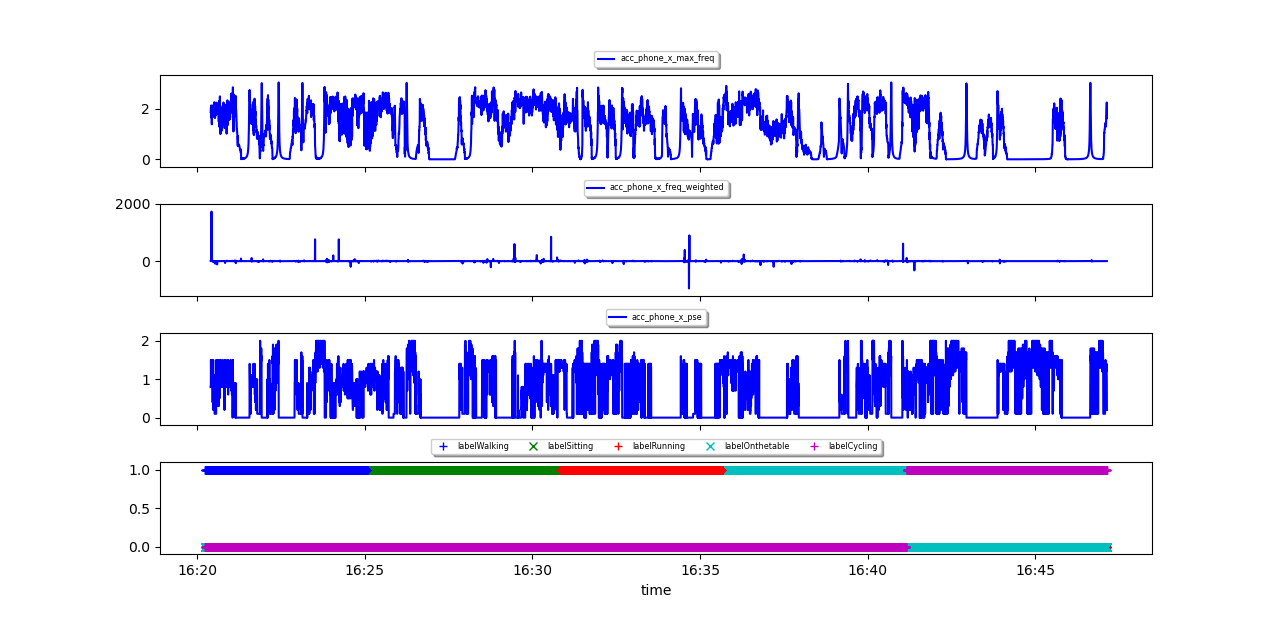 acc_phone_x_max_freq
2
0
acc_phone_x_freq_weighted
2000
0
acc_phone_x_pse
2
1
0
labelWalking labelSitting labelRunning labelOnthetable labelCycling
1.0
0.5
0.0
16:20 16:25 16:30 16:35 16:40 16:45
time